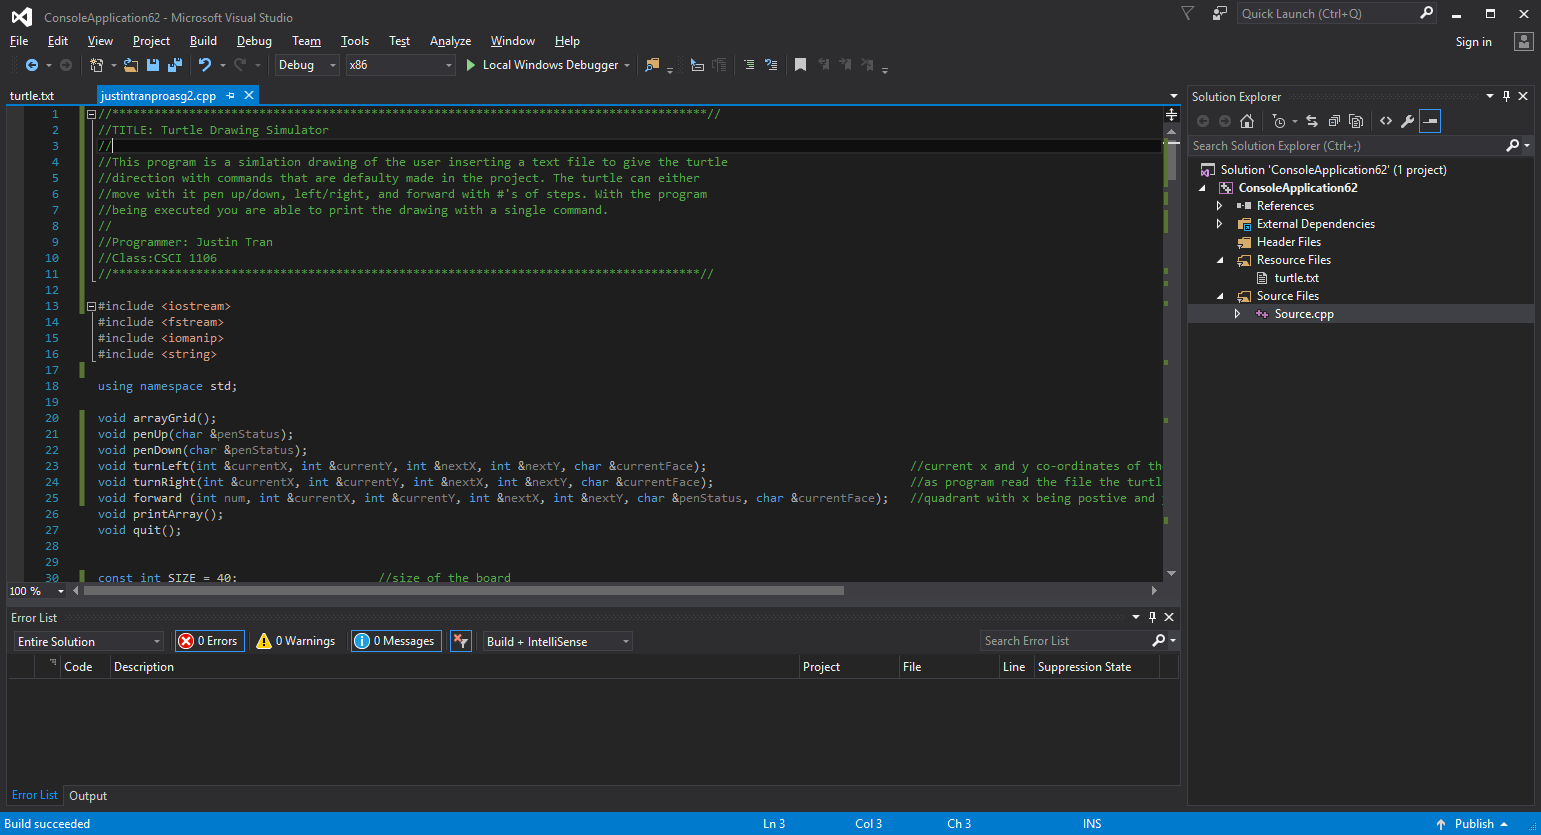 ConsoleApplication62 - Microsoft Visual Studio
Quick Launch (Ctrl+Q)
File Edit View Project Build Debug Team Tools Test Analyze Window Help
Sign in
Debug x86 Local Windows Debugger
turtle.txt justintranproasg2.cpp
1 //*************************************************************************************//
2 //TITLE: Turtle Drawing Simulator
3 //
4 //This program is a simlation drawing of the user inserting a text file to give the turtle
5 //direction with commands that are defaulty made in the project. The turtle can either
6 //move with it pen up/down, left/right, and forward with #'s of steps. With the program
7 //being executed you are able to print the drawing with a single command.
8 //
9 //Programmer: Justin Tran
10 //Class:CSCI 1106
11 //************************************************************************************//
12
13 #include <iostream>
14 #include <fstream>
15 #include <iomanip>
16 #include <string>
17
18 using namespace std;
19
20 void arrayGrid();
21 void penUp(char &penStatus);
22 void penDown(char &penStatus);
23 void turnLeft(int &currentX, int &currentY, int &nextX, int &nextY, char &currentFace); //current x and y co-ordinates of th
24 void turnRight(int &currentX, int &currentY, int &nextX, int &nextY, char &currentFace); //as program read the file the turtl
25 void forward (int num, int &currentX, int &currentY, int &nextX, int &nextY, char &penStatus, char &currentFace); //quadrant with x being postive and
26 void printArray();
27 void quit();
28
29
30 const int SIZE = 40; //size of the board
100 %
Solution Explorer
Search Solution Explorer (Ctrl+;)
Solution 'ConsoleApplication62' (1 project)
ConsoleApplication62
References
External Dependencies
Header Files
Resource Files
turtle.txt
Source Files
Source.cpp
Error List
Entire Solution 0 Errors 0 Warnings 0 Messages Build + IntelliSense Search Error List
Code Description Project File Line Suppression State
Error List Output
Build succeeded Ln 3 Col 3 Ch 3 INS Publish